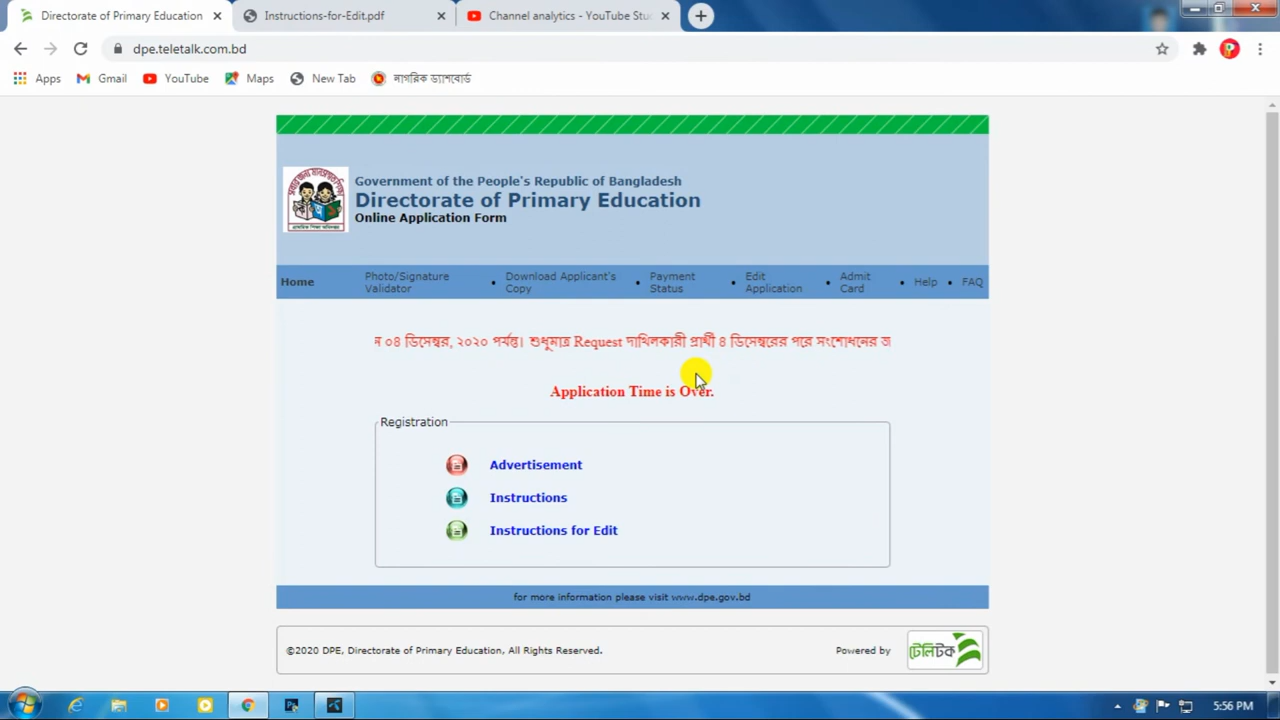 Directorate of Primary Education
Instructions-for-Edit.pdf
Channel analytics - YouTube Stu
dpe.teletalk.com.bd
Apps
Gmail
YouTube
Maps
New Tab
নাগরিক ড্যাশবোর্ড
Government of the People's Republic of Bangladesh
Directorate of Primary Education
Online Application Form
Home
Photo/Signature Validator
Download Applicant's Copy
Payment Status
Edit Application
Admit Card
Help
FAQ
ন ০৪ ডিসেম্বর, ২০২০ পর্যন্ত। শুধুমাত্র Request দাখিলকারী প্রার্থী ৪ ডিসেম্বরের পরে সংশোধনের জ
Application Time is Over.
Registration
Advertisement
Instructions
Instructions for Edit
for more information please visit www.dpe.gov.bd
©2020 DPE, Directorate of Primary Education, All Rights Reserved.
Powered by
টেলিটক
5:56 PM